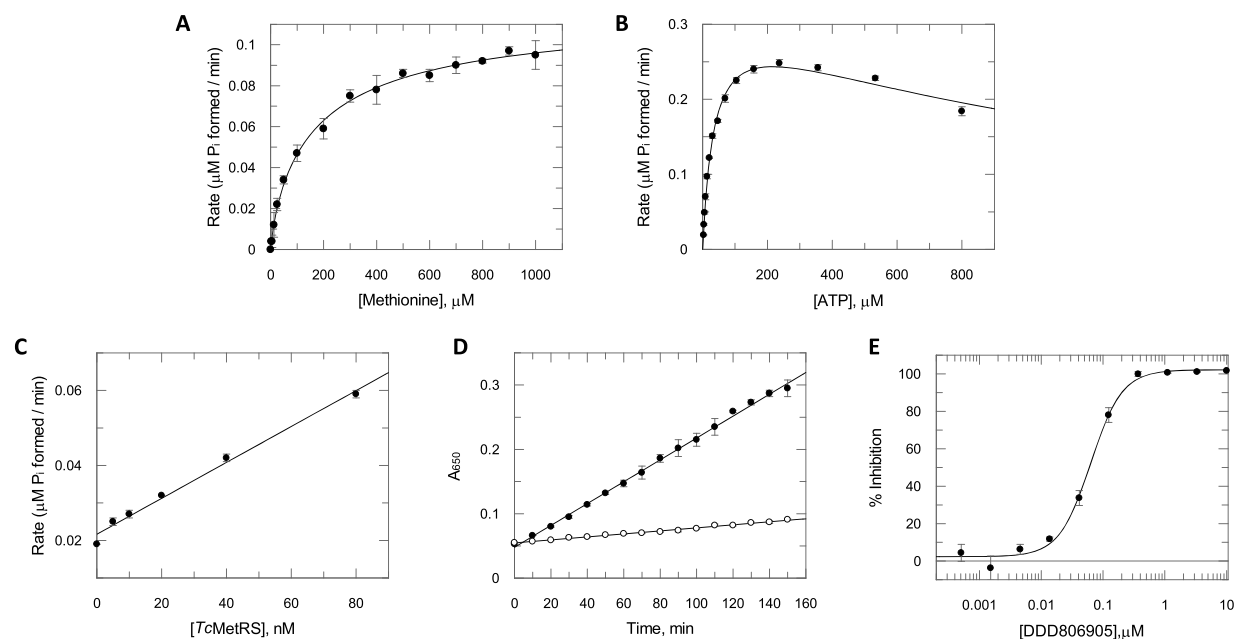 A
Rate (µM Pi formed / min)
0.1
0.08
0.06
0.04
0.02
0
0 200 400 600 800 1000
[Methionine], µM
B
Rate (µM Pi formed / min)
0.3
0.2
0.1
0
200 400 600 800
[ATP], µM
C
Rate (µM Pi formed / min)
0.06
0.04
0.02
0 20 40 60 80
[TcMetRS], nM
D
A650
0.3
0.2
0.1
0
0 20 40 60 80 100 120 140 160
Time, min
E
% Inhibition
100
80
60
40
20
0
0.001 0.01 0.1 1 10
[DDD806905],µM